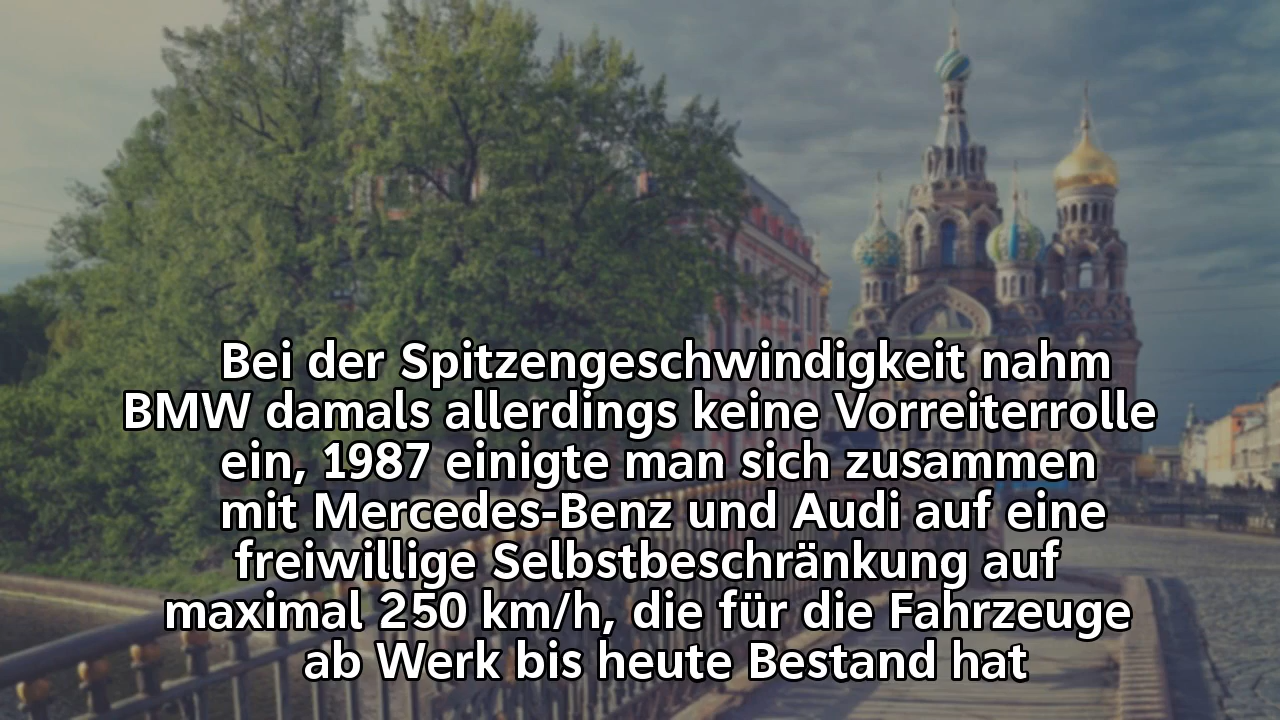 Bei der Spitzengeschwindigkeit nahm
BMW damals allerdings keine Vorreiterrolle
ein, 1987 einigte man sich zusammen
mit Mercedes-Benz und Audi auf eine
freiwillige Selbstbeschränkung auf
maximal 250 km/h, die für die Fahrzeuge
ab Werk bis heute Bestand hat